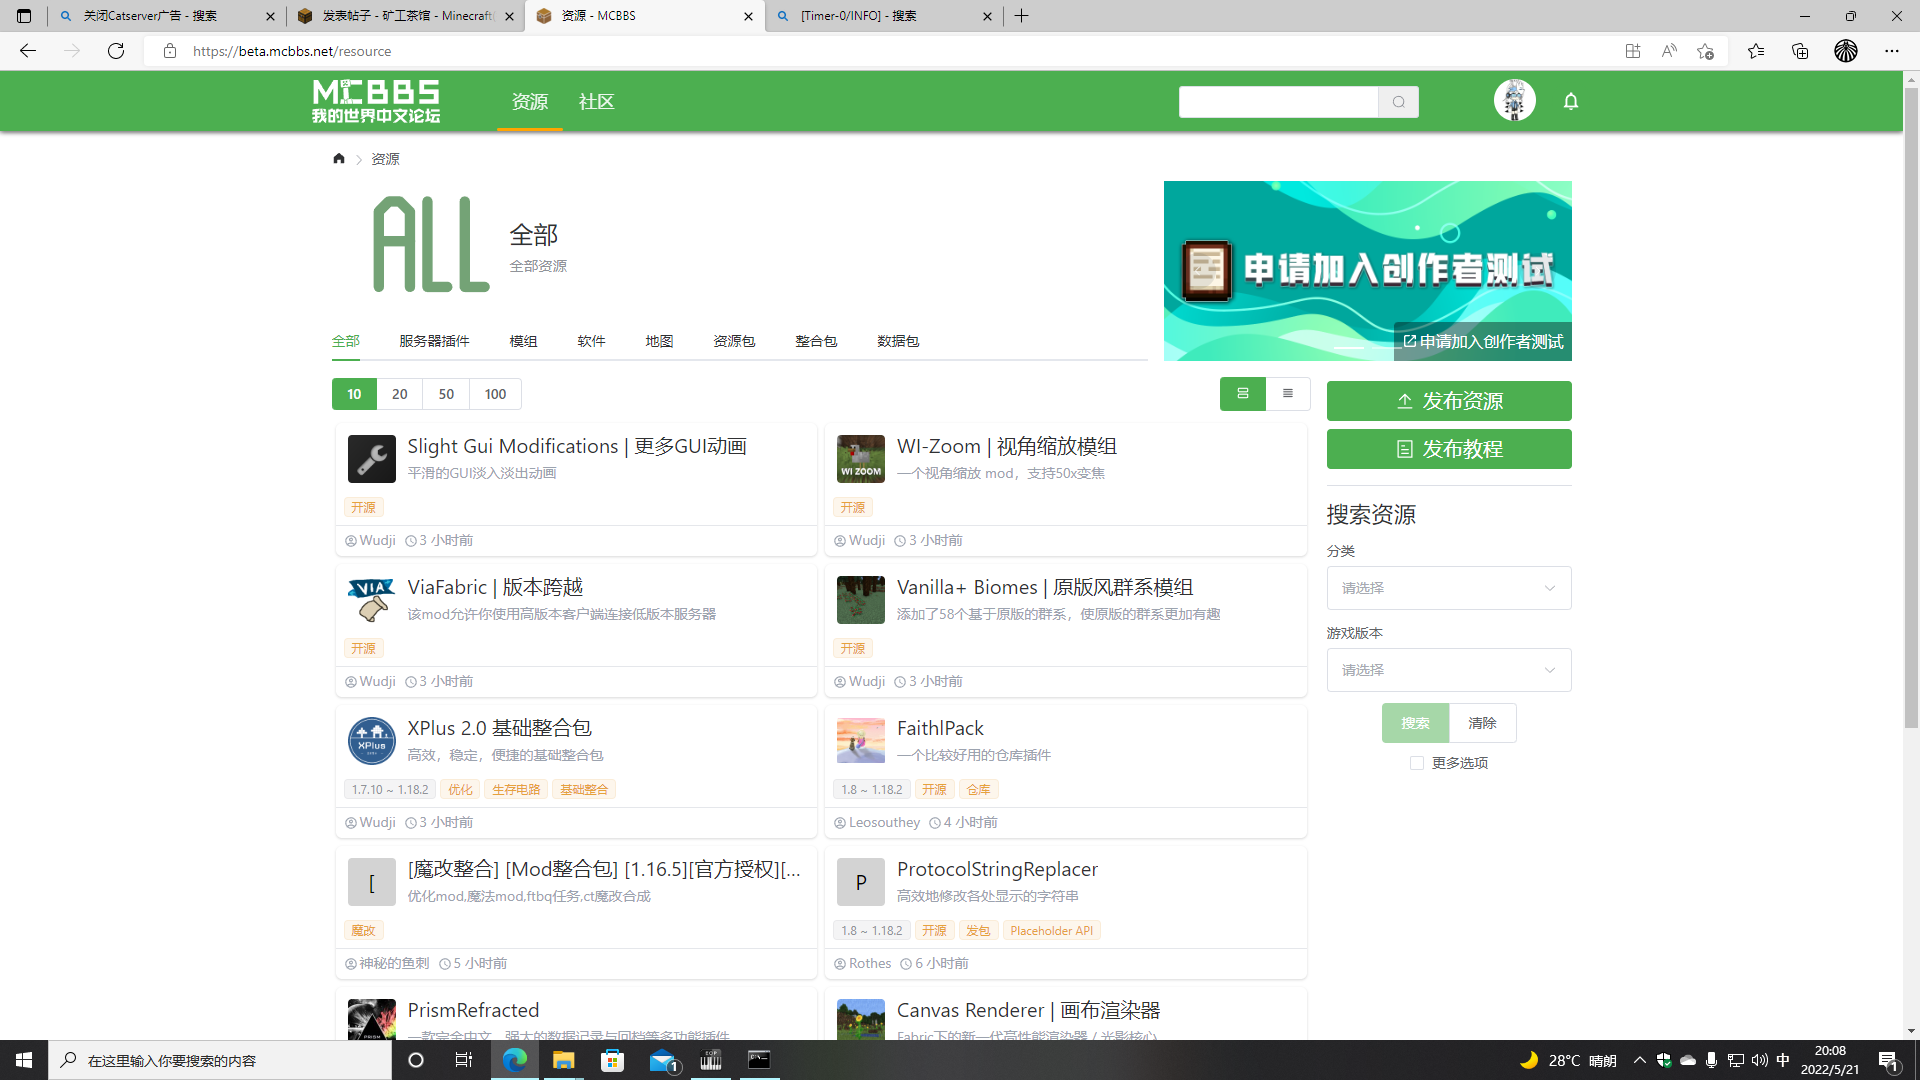 关闭Catserver广告 - 搜索
发表帖子 - 矿工茶馆 - Minecraft
资源 - MCBBS
[Timer-0/INFO] - 搜索
https://beta.mcbbs.net/resource
MCBBS
我的世界中文论坛
资源
社区
资源
ALL
全部
全部资源
申请加入创作者测试
申请加入创作者测试
全部
服务器插件
模组
软件
地图
资源包
整合包
数据包
10
20
50
100
发布资源
发布教程
Slight Gui Modifications | 更多GUI动画
平滑的GUI淡入淡出动画
开源
Wudji 3 小时前
WI ZOOM
WI-Zoom | 视角缩放模组
一个视角缩放 mod，支持50x变焦
开源
Wudji 3 小时前
VIA
ViaFabric | 版本跨越
该mod允许你使用高版本客户端连接低版本服务器
开源
Wudji 3 小时前
Vanilla+ Biomes | 原版风群系模组
添加了58个基于原版的群系，使原版的群系更加有趣
开源
Wudji 3 小时前
XPlus
XPlus 2.0 基础整合包
高效，稳定，便捷的基础整合包
1.7.10 ~ 1.18.2 优化 生存电路 基础整合
Wudji 3 小时前
FaithlPack
一个比较好用的仓库插件
1.8 ~ 1.18.2 开源 仓库
Leosouthey 4 小时前
[
[魔改整合] [Mod整合包] [1.16.5][官方授权][...
优化mod,魔法mod,ftbq任务,ct魔改合成
魔改
神秘的鱼刺 5 小时前
P
ProtocolStringReplacer
高效地修改各处显示的字符串
1.8 ~ 1.18.2 开源 发包 Placeholder API
Rothes 6 小时前
PRISM
PrismRefracted
一款完全中文、强大的数据记录与回档等多功能插件
Canvas Renderer | 画布渲染器
Fabric下的新一代高性能渲染器 / 光影核心
搜索资源
分类
请选择
游戏版本
请选择
搜索
清除
更多选项
在这里输入你要搜索的内容
1
28°C 晴朗
中
20:08
2022/5/21
1